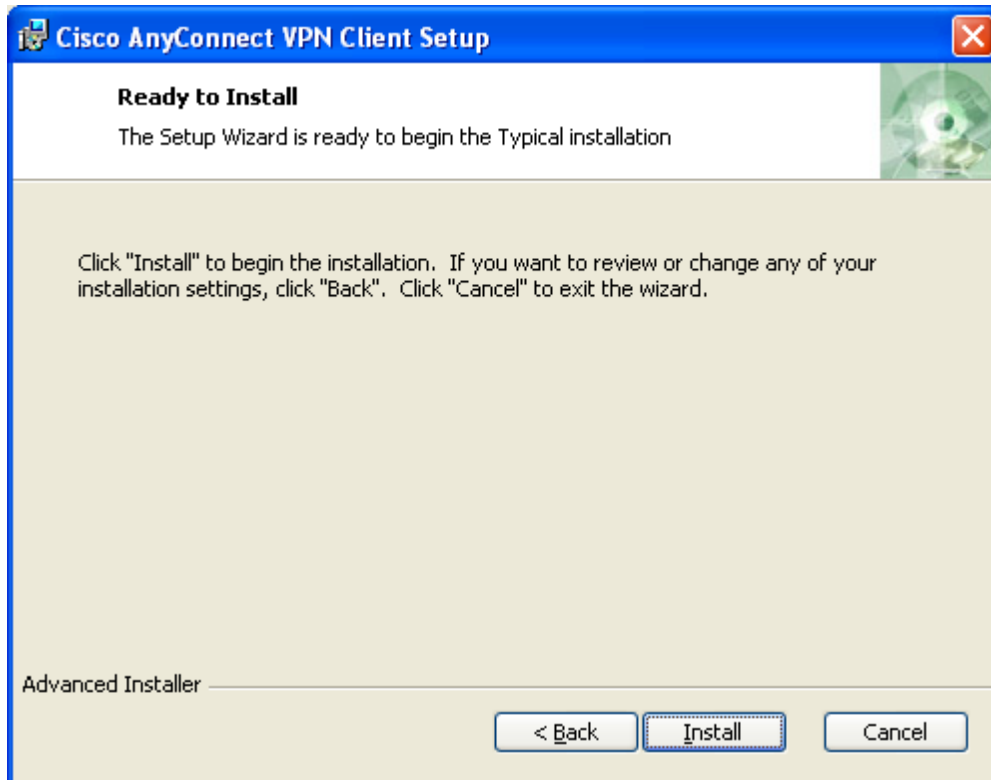 Cisco AnyConnect VPN Client Setup
Ready to Install
The Setup Wizard is ready to begin the Typical installation
Click "Install" to begin the installation.  If you want to review or change any of your
installation settings, click "Back".  Click "Cancel" to exit the wizard.
Advanced Installer
< Back
Install
Cancel